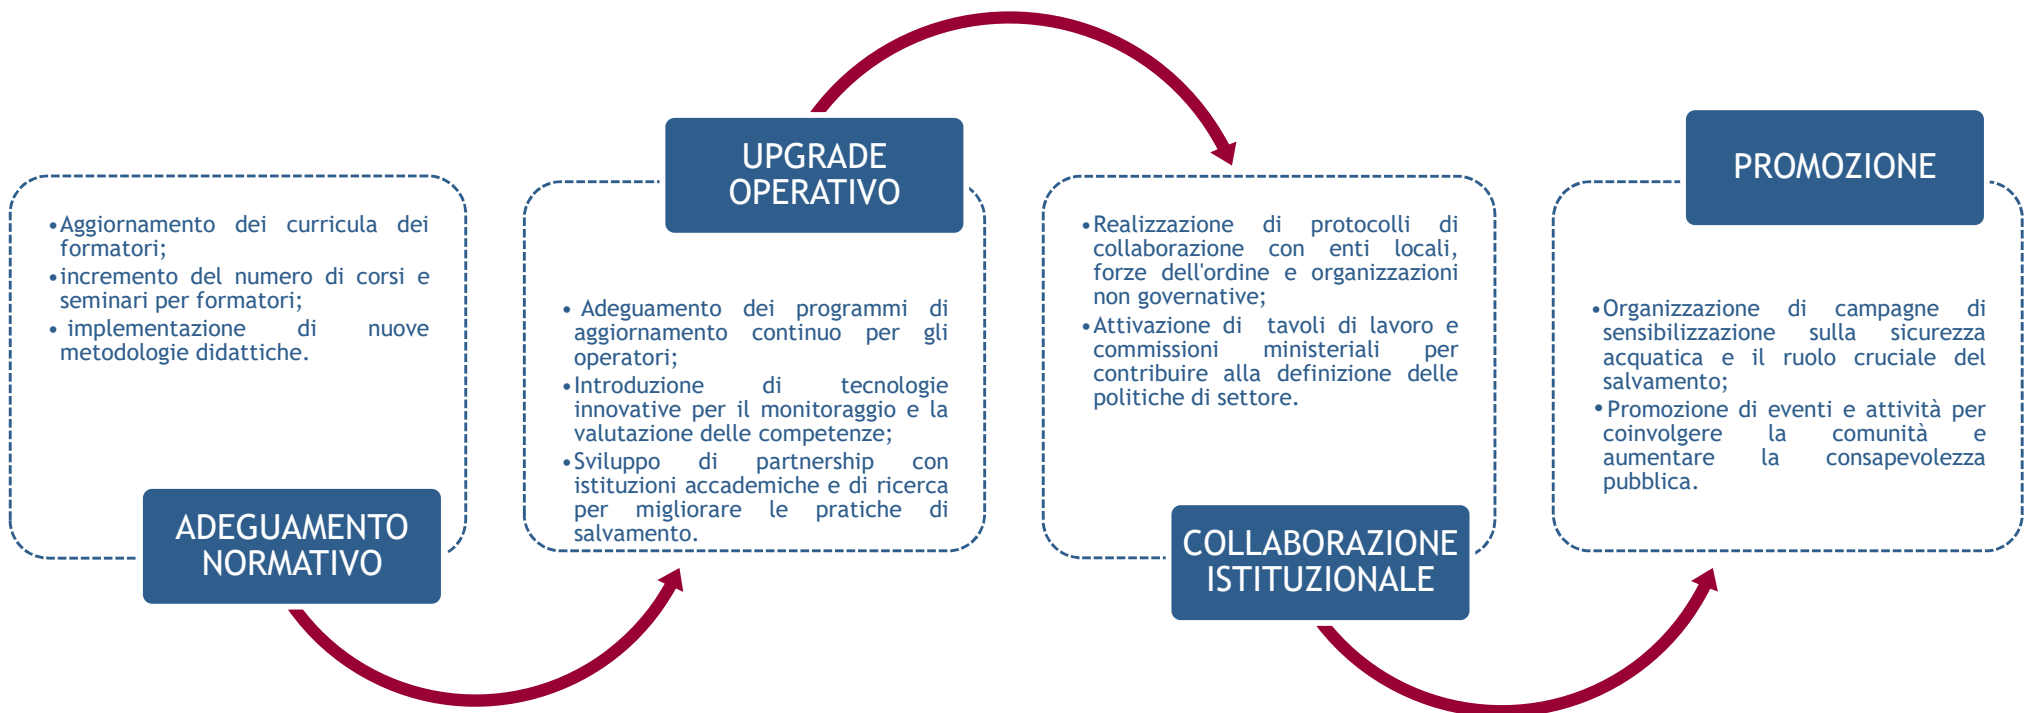 •Aggiornamento dei curricula dei
formatori;
•incremento del numero di corsi e
seminari per formatori;
• implementazione di nuove
metodologie didattiche.
ADEGUAMENTO
NORMATIVO
UPGRADE
OPERATIVO
• Adeguamento dei programmi di
aggiornamento continuo per gli
operatori;
•Introduzione di tecnologie
innovative per il monitoraggio e la
valutazione delle competenze;
•Sviluppo di partnership con
istituzioni accademiche e di ricerca
per migliorare le pratiche di
salvamento.
•Realizzazione di protocolli di
collaborazione con enti locali,
forze dell'ordine e organizzazioni
non governative;
•Attivazione di tavoli di lavoro e
commissioni ministeriali per
contribuire alla definizione delle
politiche di settore.
COLLABORAZIONE
ISTITUZIONALE
PROMOZIONE
•Organizzazione di campagne di
sensibilizzazione sulla sicurezza
acquatica e il ruolo cruciale del
salvamento;
•Promozione di eventi e attività per
coinvolgere la comunità e
aumentare la consapevolezza
pubblica.